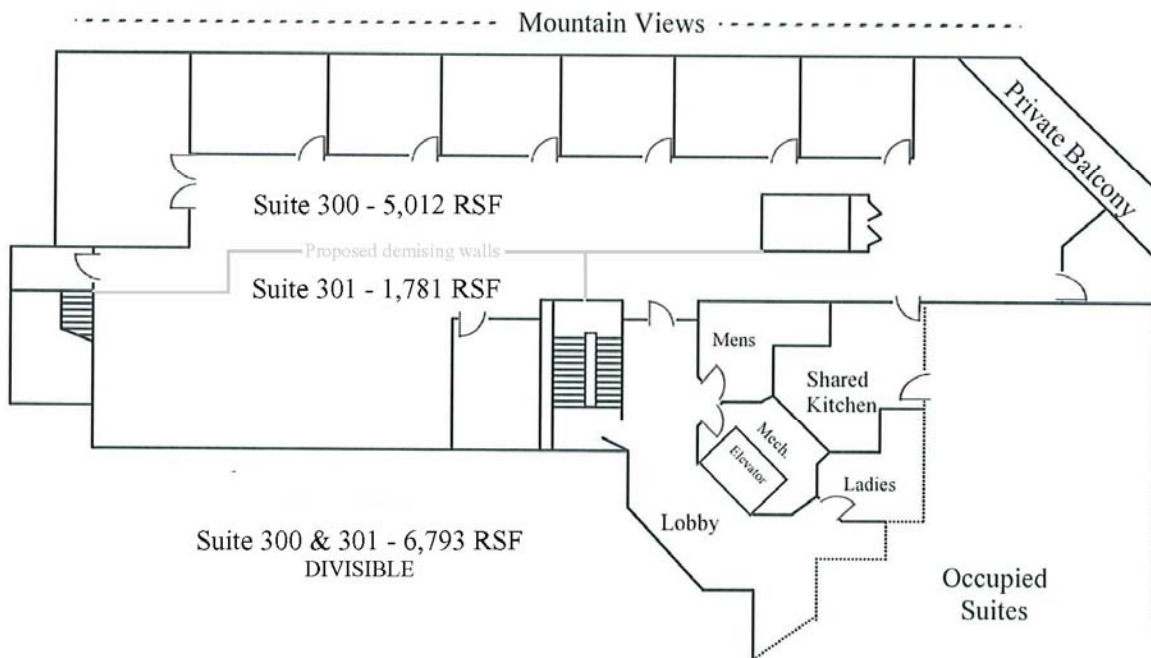 Mountain Views
Private Balcony
Suite 300 - 5,012 RSF
Proposed demising walls
Suite 301 - 1,781 RSF
Mens
Shared
Kitchen
Mech.
Elevator
Ladies
Lobby
Suite 300 & 301 - 6,793 RSF
DIVISIBLE
Occupied
Suites